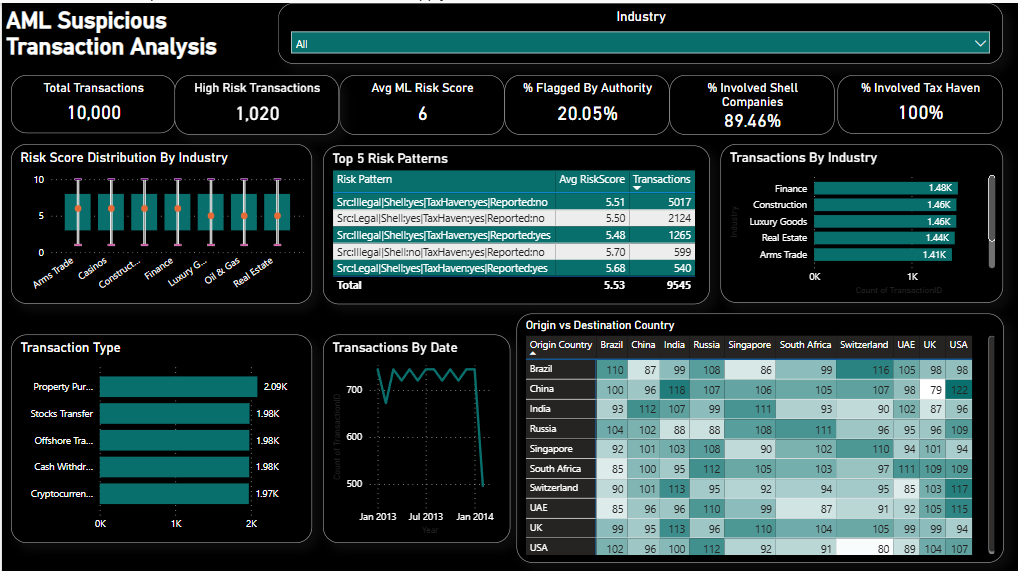 AML Suspicious
Transaction Analysis
Industry
All
Total Transactions
10,000
High Risk Transactions
1,020
Avg ML Risk Score
6
% Flagged By Authority
20.05%
% Involved Shell
Companies
89.46%
% Involved Tax Haven
100%
Risk Score Distribution By Industry
10
5
0
Arms Trade
Casinos
Construct...
Finance
Luxury G...
Oil & Gas
Real Estate
Top 5 Risk Patterns
Risk Pattern Avg RiskScore Transactions
Src:Illegal|Shell:yes|TaxHaven:yes|Reported:no 5.51 5017
Src:Legal|Shell:yes|TaxHaven:yes|Reported:no 5.50 2124
Src:Illegal|Shell:yes|TaxHaven:yes|Reported:yes 5.48 1265
Src:Illegal|Shell:no|TaxHaven:yes|Reported:no 5.70 599
Src:Legal|Shell:yes|TaxHaven:yes|Reported:yes 5.68 540
Total 5.53 9545
Transactions By Industry
Industry
Finance 1.48K
Construction 1.46K
Luxury Goods 1.46K
Real Estate 1.44K
Arms Trade 1.41K
0K 1K
Count of TransactionID
Transaction Type
Property Pur... 2.09K
Stocks Transfer 1.98K
Offshore Tra... 1.98K
Cash Withdr... 1.98K
Cryptocurren... 1.97K
0K 1K 2K
Transactions By Date
Count of TransactionID
700
600
500
Jan 2013 Jul 2013 Jan 2014
Year
Origin vs Destination Country
Origin Country Brazil China India Russia Singapore South Africa Switzerland UAE UK USA
Brazil 110 87 99 108 86 99 116 105 98 98
China 100 96 118 107 106 105 107 98 79 122
India 93 112 107 99 111 93 90 102 87 96
Russia 104 102 88 88 108 111 96 95 96 109
Singapore 92 101 103 108 90 102 110 94 101 94
South Africa 85 100 95 112 105 103 97 111 109 109
Switzerland 90 101 113 95 92 94 95 85 103 117
UAE 85 96 96 110 99 87 91 92 105 115
UK 99 95 113 96 110 104 105 99 99 94
USA 102 96 100 112 92 91 80 89 104 107